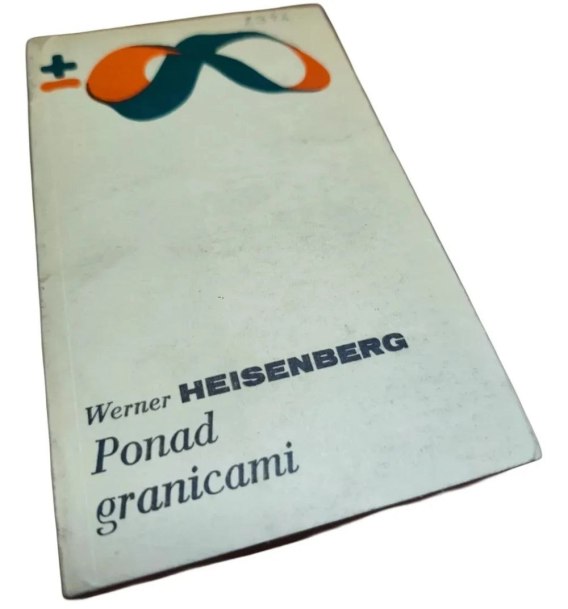 ±
Werner HEISENBERG
Ponad
granicami